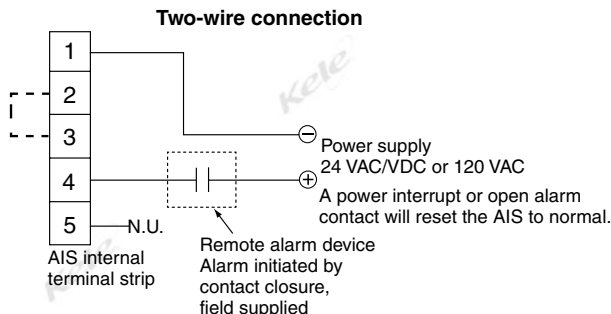 Two-wire connection
1
2
3
4
5
N.U.
AIS internal
terminal strip
−
Power supply
24 VAC/VDC or 120 VAC
+
A power interrupt or open alarm
contact will reset the AIS to normal.
Remote alarm device
Alarm initiated by
contact closure,
field supplied
Kele
Kele